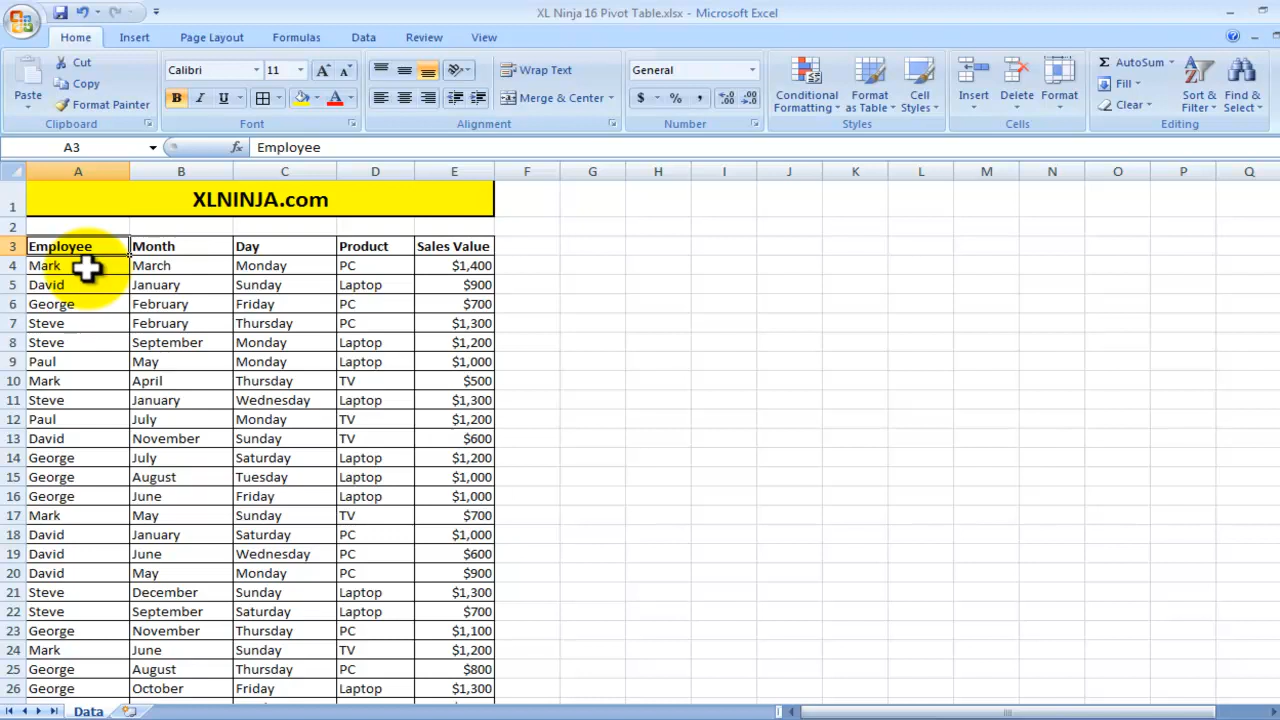 XL Ninja 16 Pivot Table.xlsx - Microsoft Excel
Home Insert Page Layout Formulas Data Review View
Cut
Copy
Format Painter
Paste
Clipboard
Calibri 11
B I U
Font
Wrap Text
Merge & Center
Alignment
General
$ % ,
Number
Conditional Formatting
Format as Table
Cell Styles
Styles
Insert Delete Format
Cells
Σ AutoSum
Fill
Clear
Sort & Filter
Find & Select
Editing
A3 fx Employee
A B C D E F G H I J K L M N O P Q
1 XLNINJA.com
2
3 Employee Month Day Product Sales Value
4 Mark March Monday PC $1,400
5 David January Sunday Laptop $900
6 George February Friday PC $700
7 Steve February Thursday PC $1,300
8 Steve September Monday Laptop $1,200
9 Paul May Monday Laptop $1,000
10 Mark April Thursday TV $500
11 Steve January Wednesday Laptop $1,300
12 Paul July Monday TV $1,200
13 David November Sunday TV $600
14 George July Saturday Laptop $1,200
15 George August Tuesday Laptop $1,000
16 George June Friday Laptop $1,000
17 Mark May Sunday TV $700
18 David January Saturday PC $1,000
19 David June Wednesday PC $600
20 David May Monday PC $900
21 Steve December Sunday Laptop $1,300
22 Steve September Saturday Laptop $700
23 George November Thursday PC $1,100
24 Mark June Sunday TV $1,200
25 George August Thursday PC $800
26 George October Friday Laptop $1,300
Data